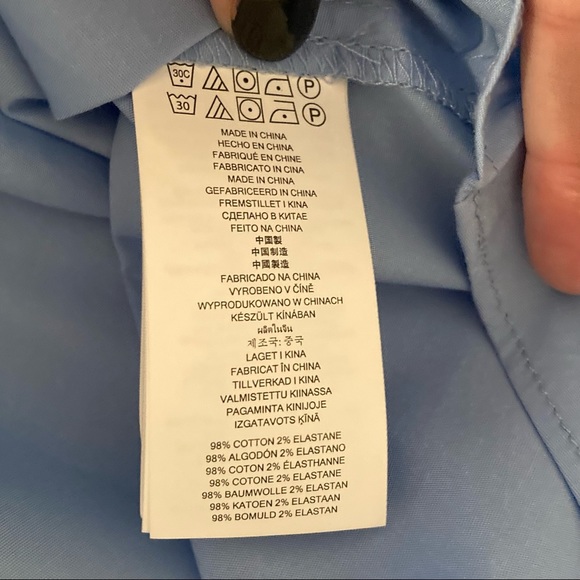 30C P
30 P
MADE IN CHINA
HECHO EN CHINA
FABRIQUÉ EN CHINE
FABBRICATO IN CINA
MADE IN CHINA
GEFABRICEERD IN CHINA
FREMSTILLET I KINA
СДЕЛАНО В КИТАЕ
FEITO NA CHINA
中国製
中国制造
中國製造
FABRICADO NA CHINA
VYROBENO V ČÍNĚ
WYPRODUKOWANO W CHINACH
KÉSZÜLT KÍNÁBAN
ผลิตในจีน
제조국: 중국
LAGET I KINA
FABRICAT ÎN CHINA
TILLVERKAD I KINA
VALMISTETTU KIINASSA
PAGAMINTA KINIJOJE
IZGATAVOTS ĶĪNĀ
98% COTTON 2% ELASTANE
98% ALGODÓN 2% ELASTANO
98% COTON 2% ÉLASTHANNE
98% COTONE 2% ELASTANE
98% BAUMWOLLE 2% ELASTAN
98% KATOEN 2% ELASTAAN
98% BOMULD 2% ELASTAN